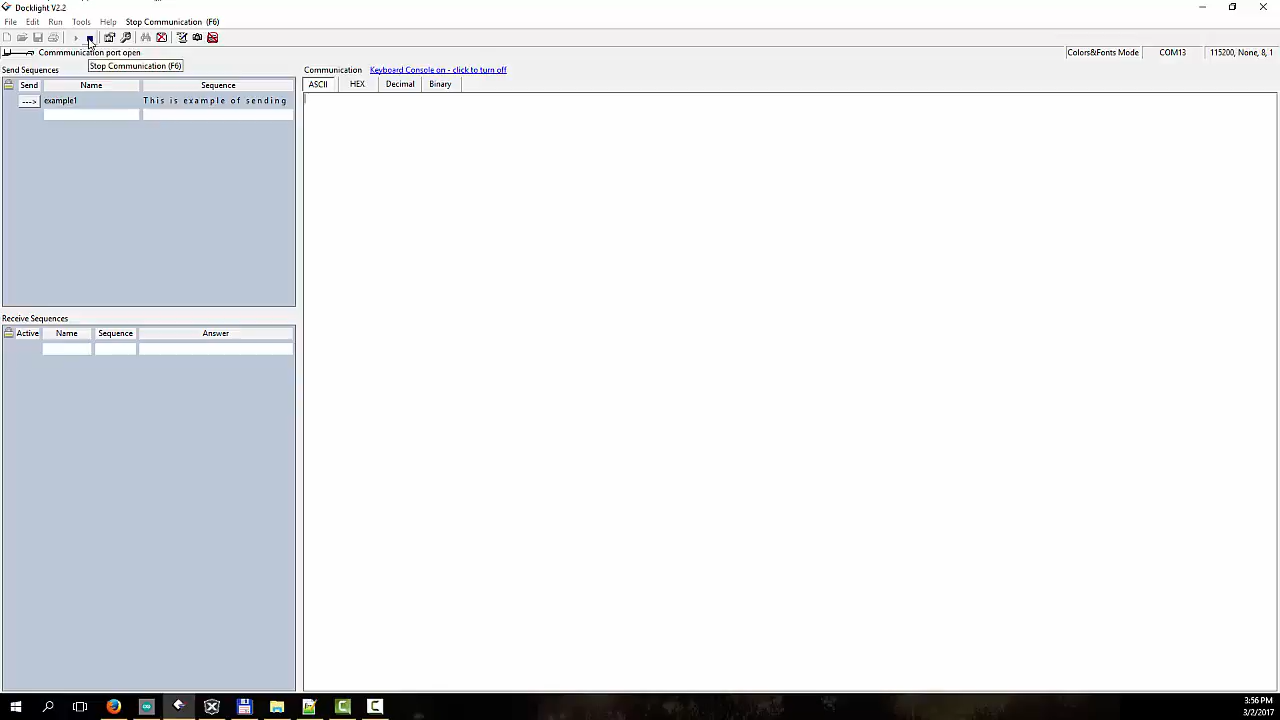 Docklight V2.2
File Edit Run Tools Help Stop Communication (F6)
Commmunication port open
Colors&Fonts Mode COM13 115200, None, 8, 1
Stop Communication (F6)
Send Sequences
Send Name Sequence
---> example1 This is example of sending
Communication Keyboard Console on - click to turn off
ASCII HEX Decimal Binary
Receive Sequences
Active Name Sequence Answer
3:56 PM
3/2/2017